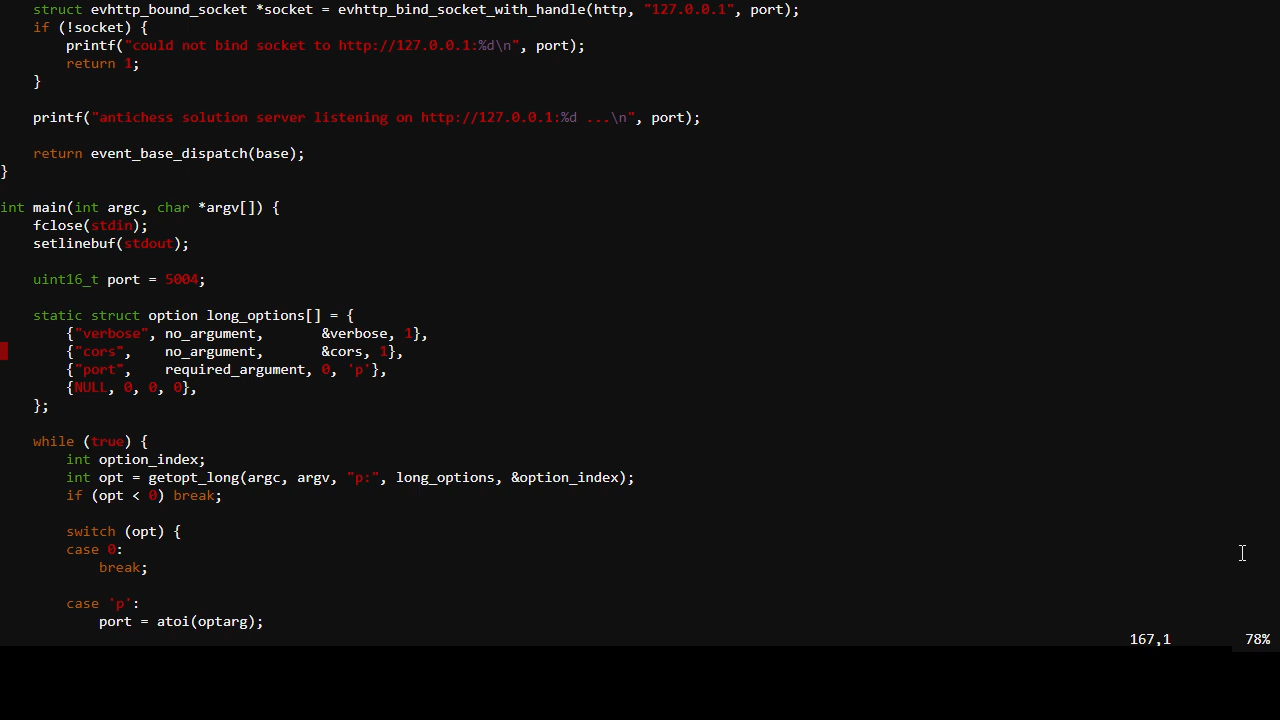 struct evhttp_bound_socket *socket = evhttp_bind_socket_with_handle(http, "127.0.0.1", port);
    if (!socket) {
        printf("could not bind socket to http://127.0.0.1:%d\n", port);
        return 1;
    }

    printf("antichess solution server listening on http://127.0.0.1:%d ...\n", port);

    return event_base_dispatch(base);
}

int main(int argc, char *argv[]) {
    fclose(stdin);
    setlinebuf(stdout);

    uint16_t port = 5004;

    static struct option long_options[] = {
        {"verbose", no_argument,       &verbose, 1},
        {"cors",    no_argument,       &cors, 1},
        {"port",    required_argument, 0, 'p'},
        {NULL, 0, 0, 0},
    };

    while (true) {
        int option_index;
        int opt = getopt_long(argc, argv, "p:", long_options, &option_index);
        if (opt < 0) break;

        switch (opt) {
        case 0:
            break;

        case 'p':
            port = atoi(optarg);
167,1 78%